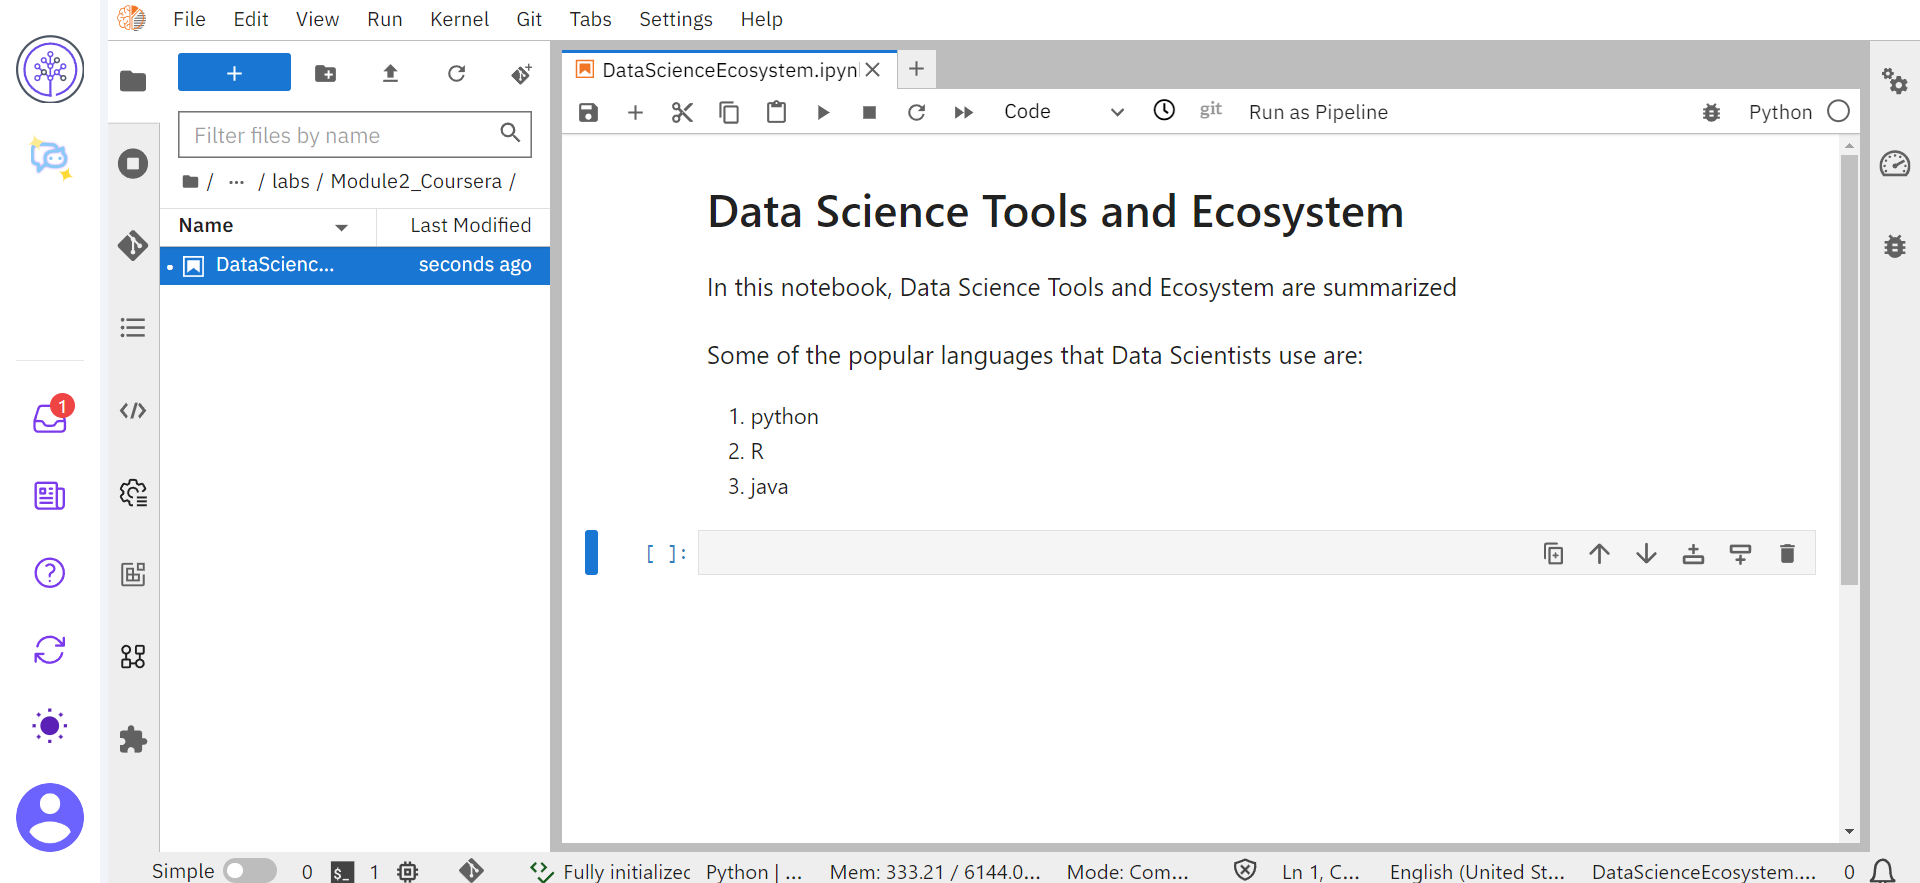 File Edit View Run Kernel Git Tabs Settings Help
+
Filter files by name
/ ... / labs / Module2_Coursera /
Name Last Modified
DataScienc... seconds ago
DataScienceEcosystem.ipyn
+
Code git Run as Pipeline Python
Data Science Tools and Ecosystem
In this notebook, Data Science Tools and Ecosystem are summarized
Some of the popular languages that Data Scientists use are:
1. python
2. R
3. java
[ ]:
1
Simple 0 $_ 1 Fully initialized Python | ... Mem: 333.21 / 6144.0... Mode: Com... Ln 1, C... English (United St... DataScienceEcosystem.... 0